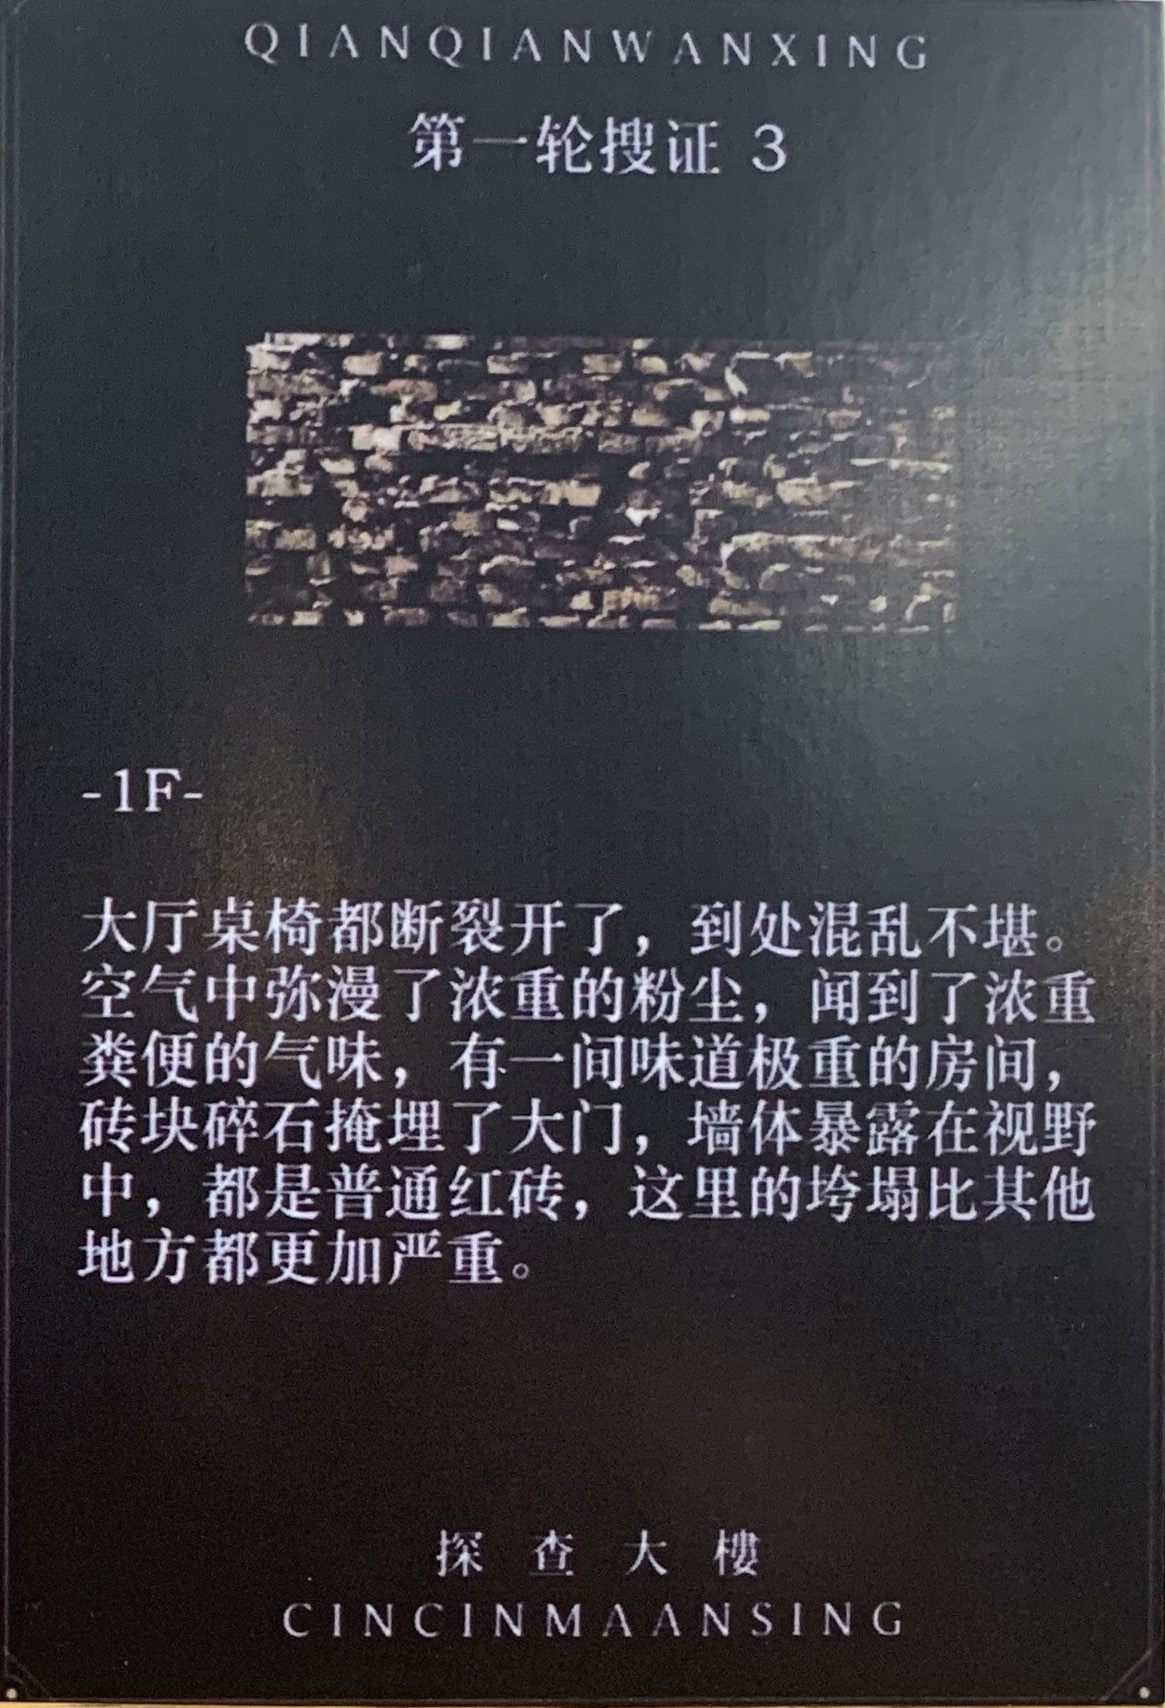 QIANQIANWANXING
第一轮搜证 3
-1F-
大厅桌椅都断裂开了，到处混乱不堪。
空气中弥漫了浓重的粉尘，闻到了浓重
粪便的气味，有一间味道极重的房间，
砖块碎石掩埋了大门，墙体暴露在视野
中，都是普通红砖，这里的垮塌比其他
地方都更加严重。
探查大樓
CINCINMAANSING